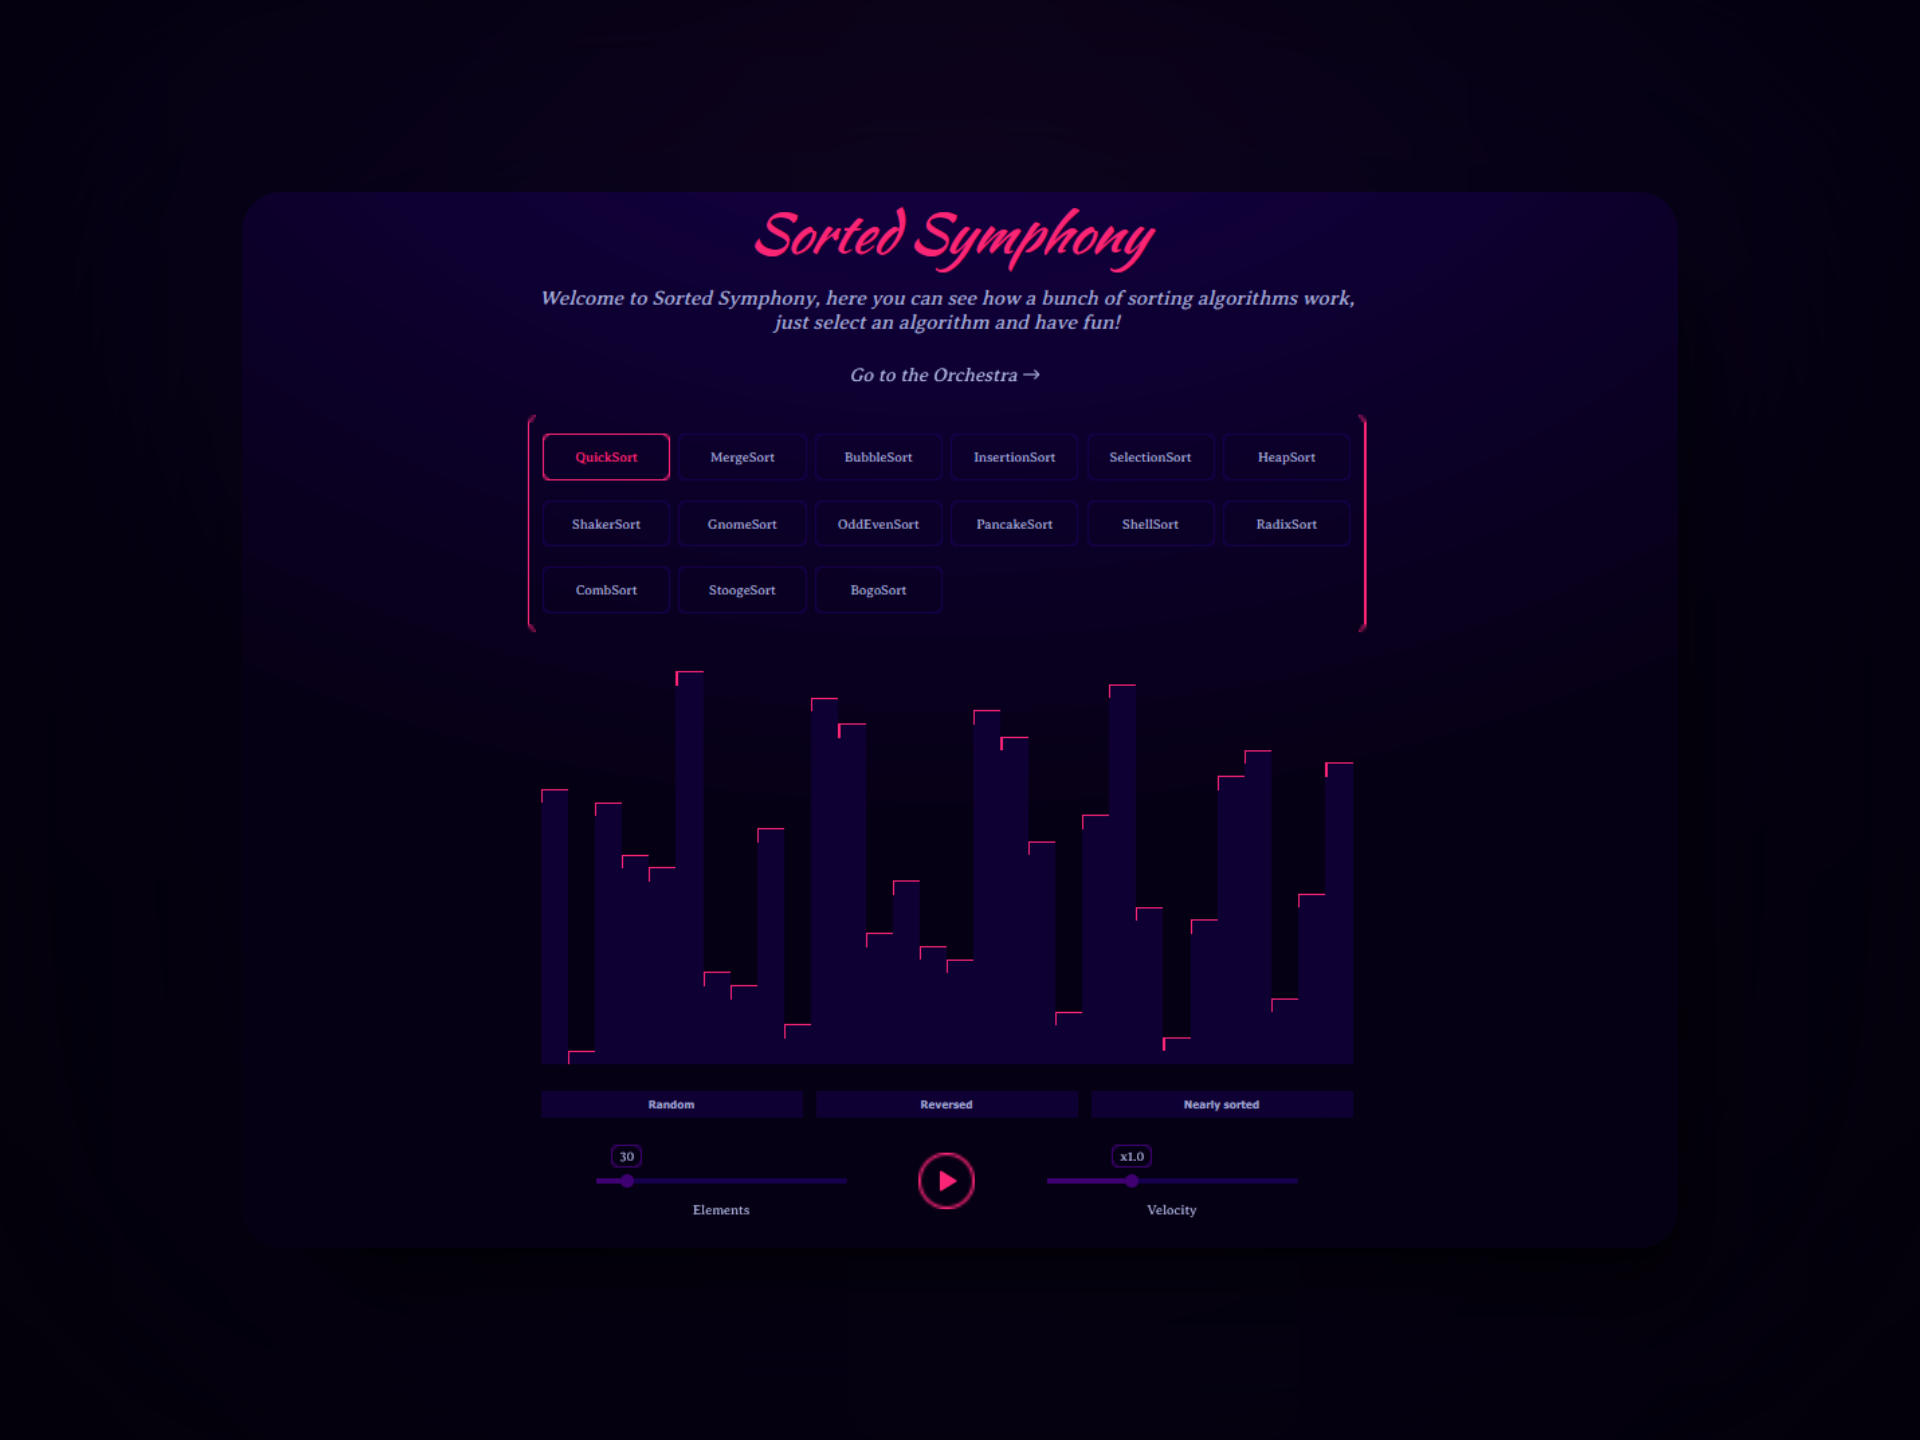 Sorted Symphony
Welcome to Sorted Symphony, here you can see how a bunch of sorting algorithms work,
just select an algorithm and have fun!
Go to the Orchestra →
QuickSort MergeSort BubbleSort InsertionSort SelectionSort HeapSort
ShakerSort GnomeSort OddEvenSort PancakeSort ShellSort RadixSort
CombSort StoogeSort BogoSort
Random Reversed Nearly sorted
30 x1.0
Elements Velocity